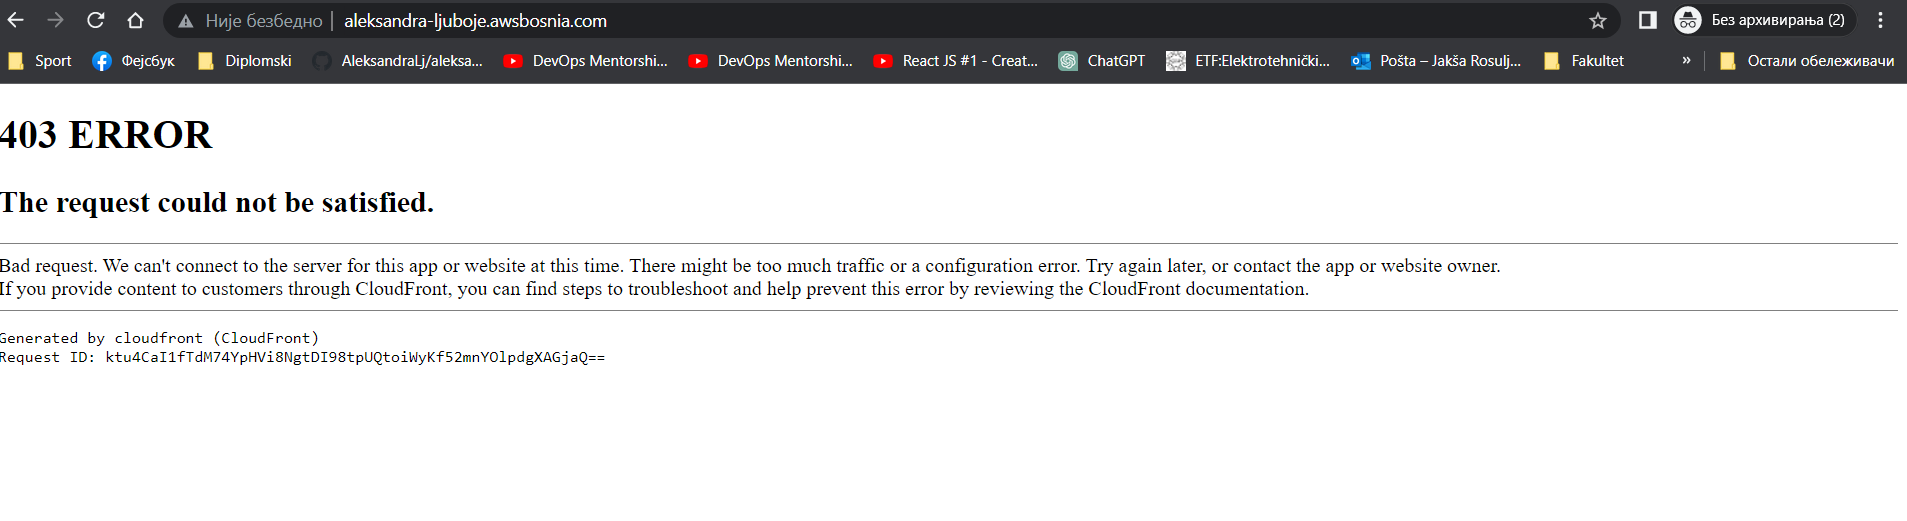 Није безбедно aleksandra-ljuboje.awsbosnia.com Без архивирања (2)
Sport Фејсбук Diplomski AleksandraLj/aleksa... DevOps Mentorshi... DevOps Mentorshi... React JS #1 - Creat... ChatGPT ETF:Elektrotehnički... Pošta – Jakša Rosulj... Fakultet » Остали обележивачи
403 ERROR
The request could not be satisfied.
Bad request. We can't connect to the server for this app or website at this time. There might be too much traffic or a configuration error. Try again later, or contact the app or website owner.
If you provide content to customers through CloudFront, you can find steps to troubleshoot and help prevent this error by reviewing the CloudFront documentation.
Generated by cloudfront (CloudFront)
Request ID: ktu4CaI1fTdM74YpHVi8NgtDI98tpUQtoiWyKf52mnYOlpdgXAGjaQ==